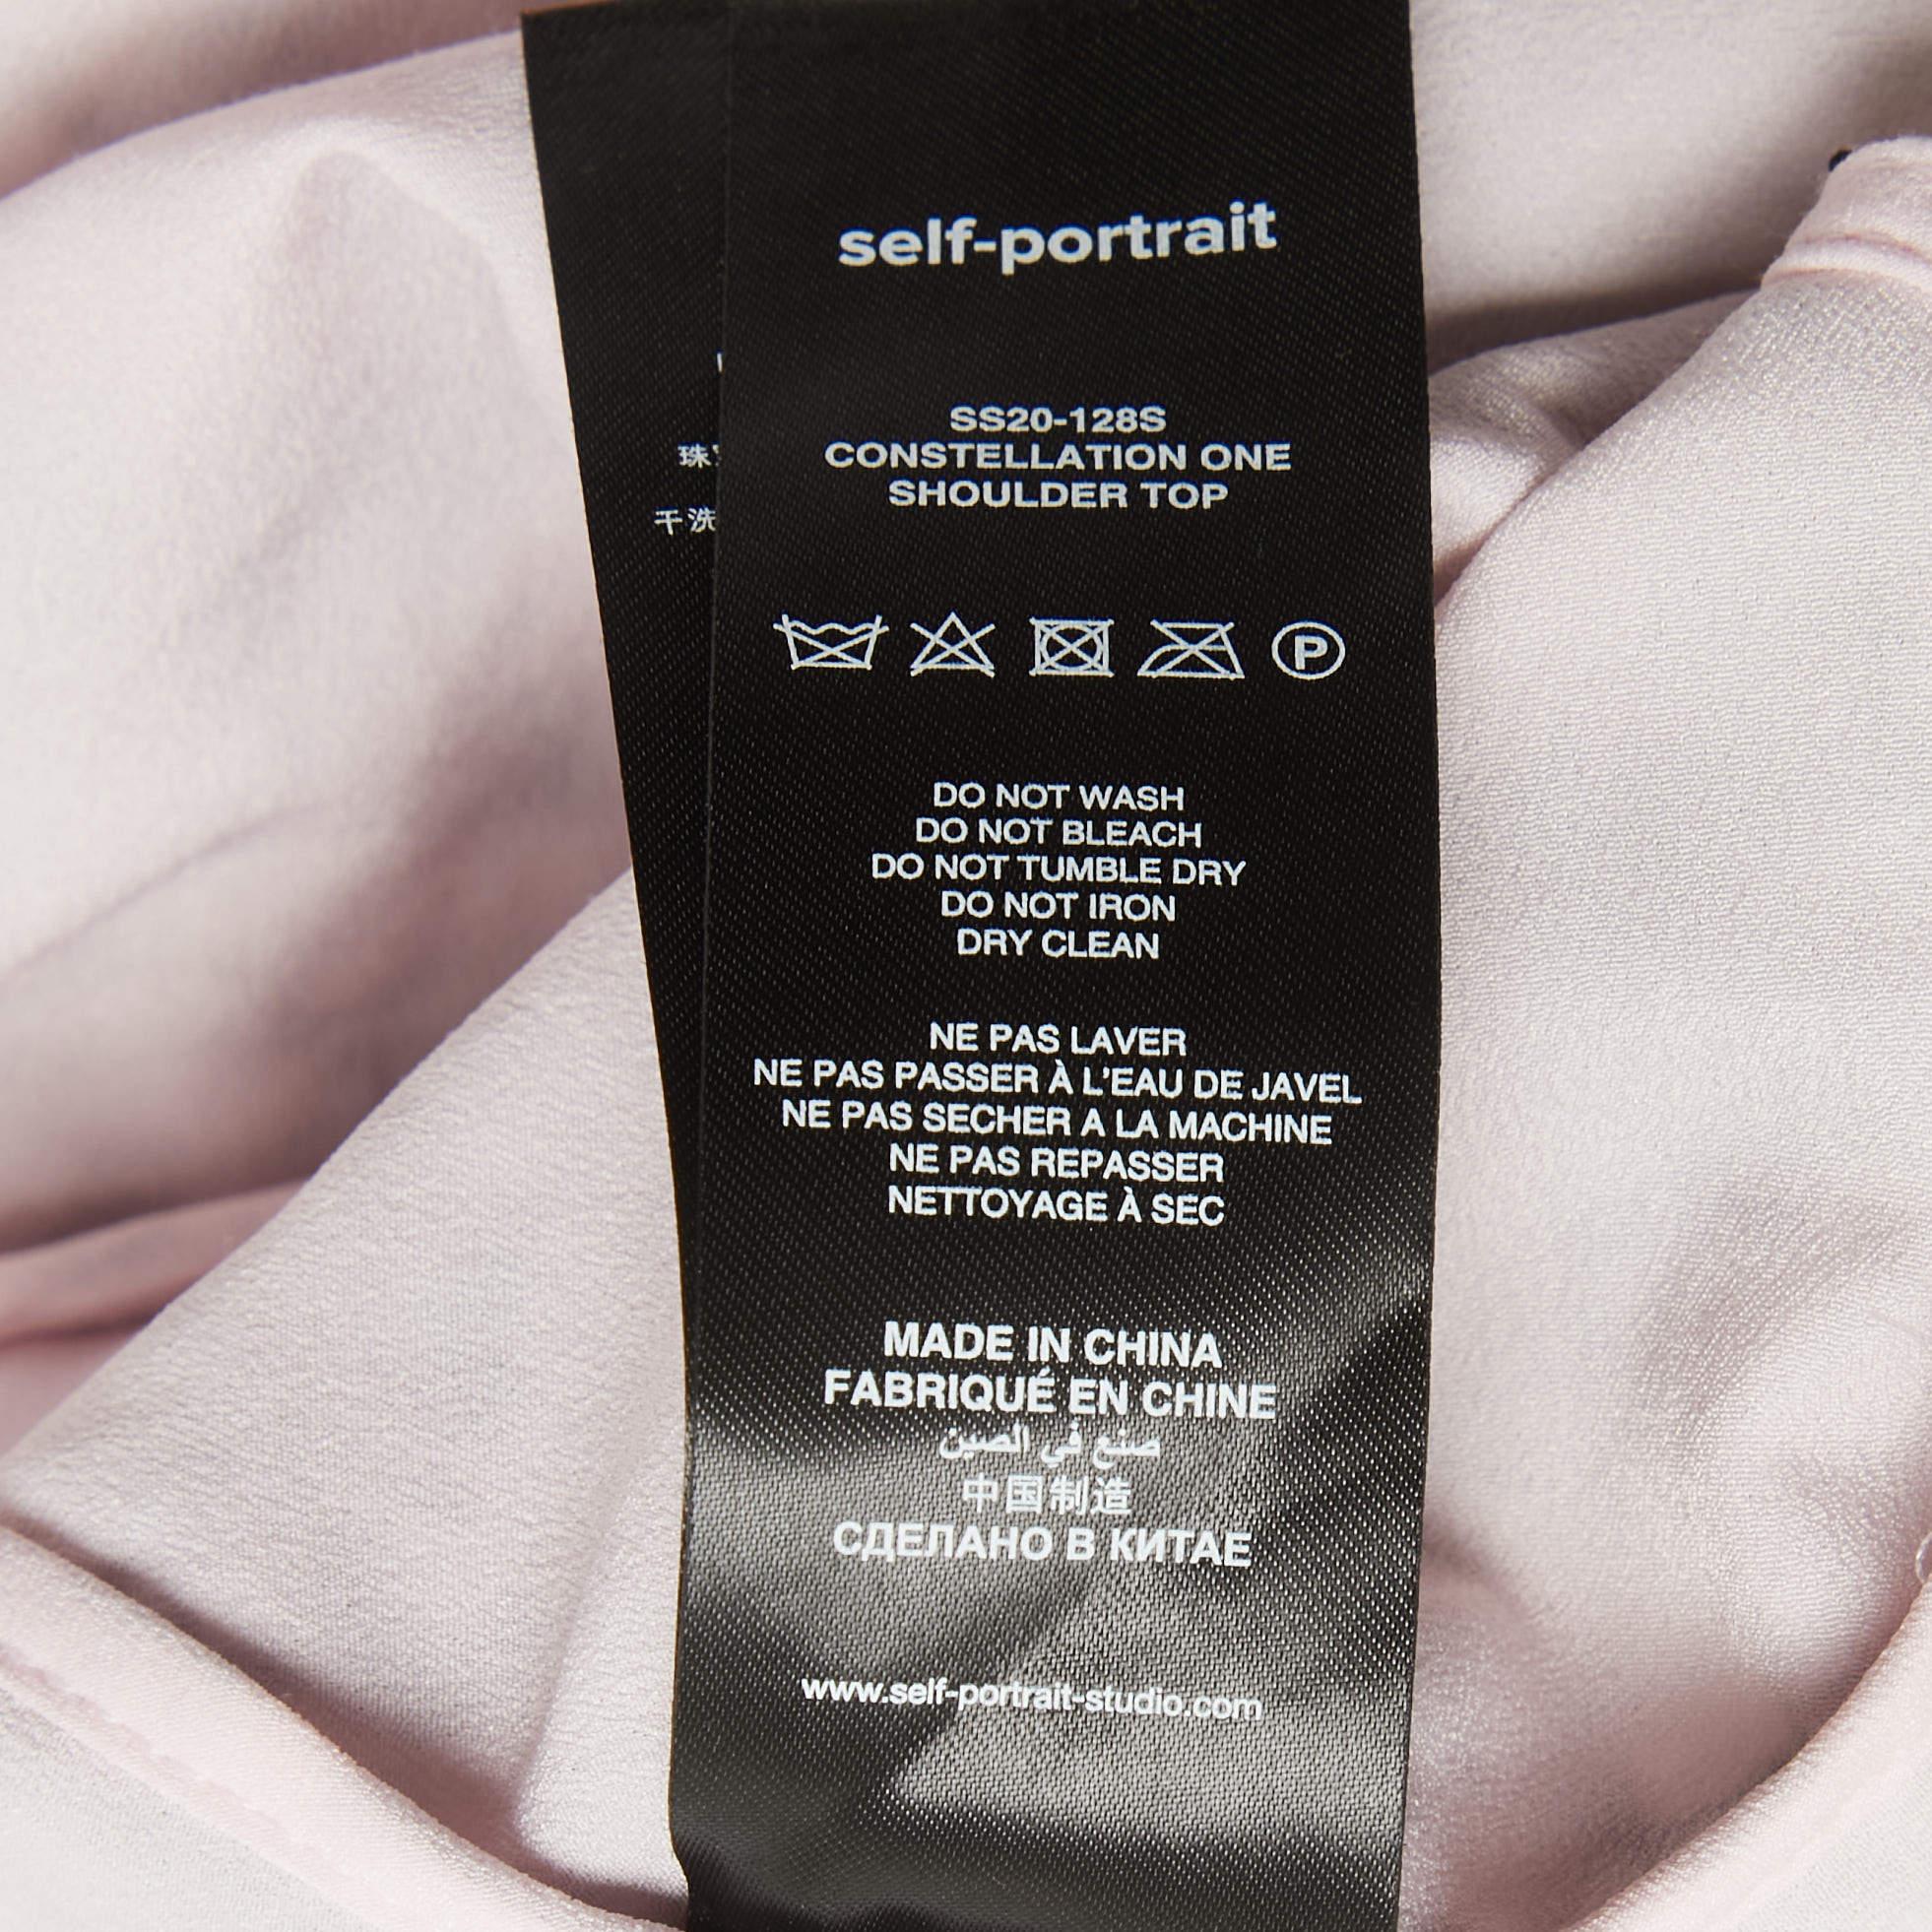 self-portrait
SS20-128S
CONSTELLATION ONE
SHOULDER TOP
P
DO NOT WASH
DO NOT BLEACH
DO NOT TUMBLE DRY
DO NOT IRON
DRY CLEAN
NE PAS LAVER
NE PAS PASSER À L'EAU DE JAVEL
NE PAS SECHER A LA MACHINE
NE PAS REPASSER
NETTOYAGE À SEC
MADE IN CHINA
FABRIQUÉ EN CHINE
صنع في الصين
中国制造
СДЕЛАНО В КИТАЕ
www.self-portrait-studio.com
珠
干洗